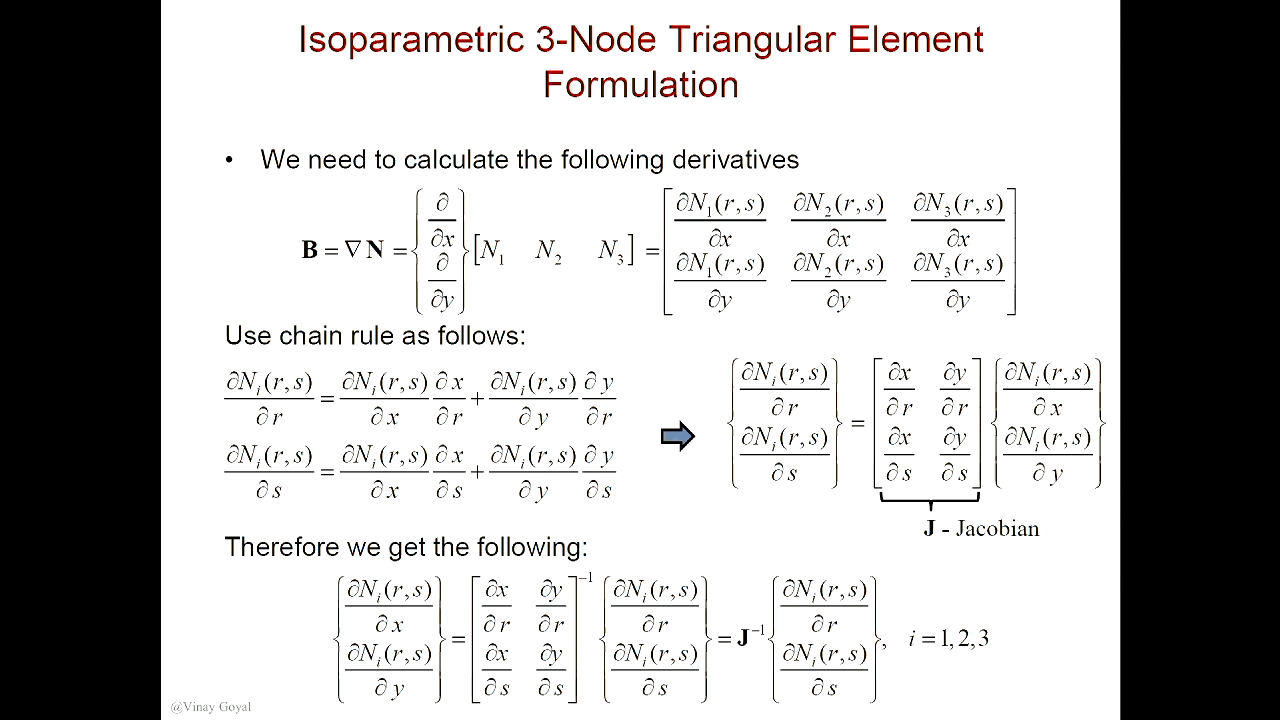 Isoparametric 3-Node Triangular Element
Formulation
• We need to calculate the following derivatives
B = ∇ N = { ∂/∂x ; ∂/∂y } [N₁ N₂ N₃] = [ ∂N₁(r,s)/∂x ∂N₂(r,s)/∂x ∂N₃(r,s)/∂x ; ∂N₁(r,s)/∂y ∂N₂(r,s)/∂y ∂N₃(r,s)/∂y ]
Use chain rule as follows:
∂Nᵢ(r,s)/∂r = ∂Nᵢ(r,s)/∂x ∂x/∂r + ∂Nᵢ(r,s)/∂y ∂y/∂r
∂Nᵢ(r,s)/∂s = ∂Nᵢ(r,s)/∂x ∂x/∂s + ∂Nᵢ(r,s)/∂y ∂y/∂s
{ ∂Nᵢ(r,s)/∂r ; ∂Nᵢ(r,s)/∂s } = [ ∂x/∂r ∂y/∂r ; ∂x/∂s ∂y/∂s ] { ∂Nᵢ(r,s)/∂x ; ∂Nᵢ(r,s)/∂y }
J - Jacobian
Therefore we get the following:
{ ∂Nᵢ(r,s)/∂x ; ∂Nᵢ(r,s)/∂y } = [ ∂x/∂r ∂y/∂r ; ∂x/∂s ∂y/∂s ]⁻¹ { ∂Nᵢ(r,s)/∂r ; ∂Nᵢ(r,s)/∂s } = J⁻¹ { ∂Nᵢ(r,s)/∂r ; ∂Nᵢ(r,s)/∂s }, i = 1, 2, 3
@Vinay Goyal